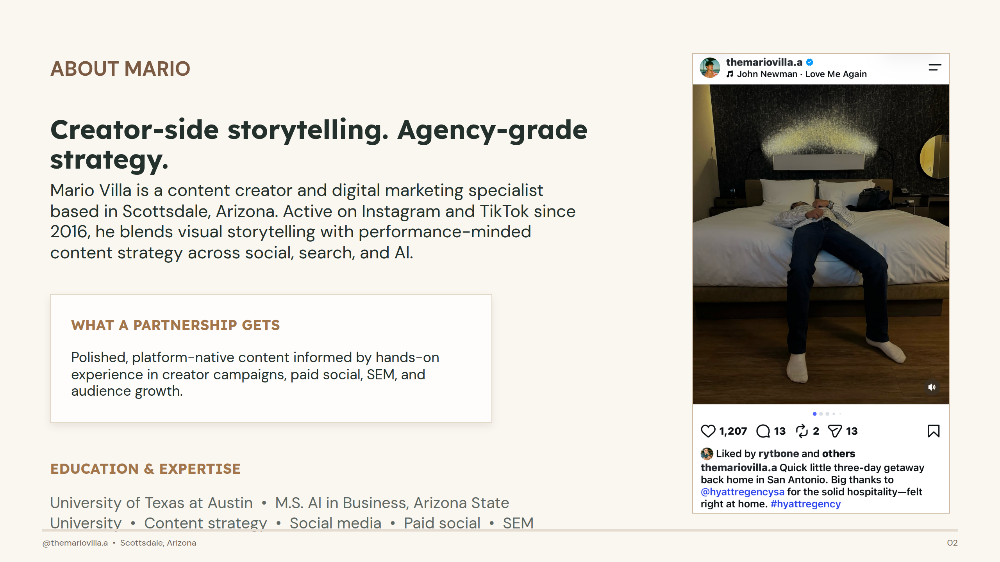 ABOUT MARIO
Creator-side storytelling. Agency-grade
strategy.
Mario Villa is a content creator and digital marketing specialist
based in Scottsdale, Arizona. Active on Instagram and TikTok since
2016, he blends visual storytelling with performance-minded
content strategy across social, search, and AI.
WHAT A PARTNERSHIP GETS
Polished, platform-native content informed by hands-on
experience in creator campaigns, paid social, SEM, and
audience growth.
EDUCATION & EXPERTISE
University of Texas at Austin • M.S. AI in Business, Arizona State
University • Content strategy • Social media • Paid social • SEM
themariovilla.a
John Newman · Love Me Again
1,207 13 2 13
Liked by rytbone and others
themariovilla.a Quick little three-day getaway
back home in San Antonio. Big thanks to
@hyattregencysa for the solid hospitality—felt
right at home. #hyattregency
@themariovilla.a • Scottsdale, Arizona
02